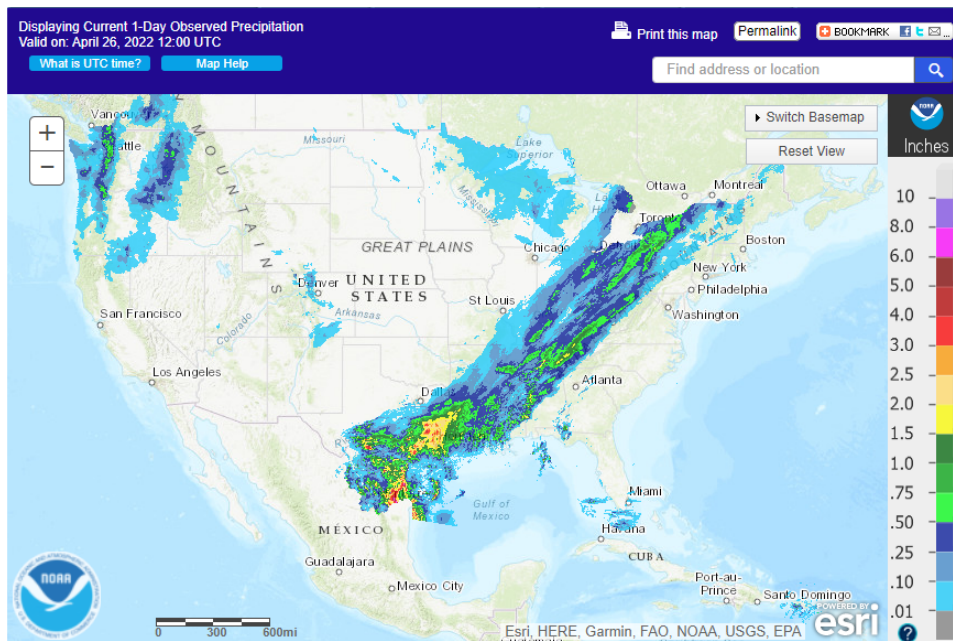 Displaying Current 1-Day Observed Precipitation
Valid on: April 26, 2022 12:00 UTC
What is UTC time?
Map Help
Print this map
Permalink
BOOKMARK
Find address or location
+
−
Switch Basemap
Reset View
NOAA
Inches
10
8.0
6.0
5.0
4.0
3.0
2.5
2.0
1.5
1.0
.75
.50
.25
.10
.01
?
Vancou
attle
MOUNTAINS
Missouri
Lake
Superior
Mississippi
Ottawa
Montreal
Toronto
Detroit
Boston
Chicago
GREAT PLAINS
New York
Philadelphia
Denver
UNITED
STATES
St Louis
Washington
San Francisco
Colorado
Arkansas
Los Angeles
Dall
Atlanta
Gulf of
Mexico
Miami
MÉXICO
Havana
CUBA
Guadalajara
Mexico City
Port-au-
Prince
Santo Domingo
NOAA
0 300 600mi
POWERED BY
esri
Esri, HERE, Garmin, FAO, NOAA, USGS, EPA